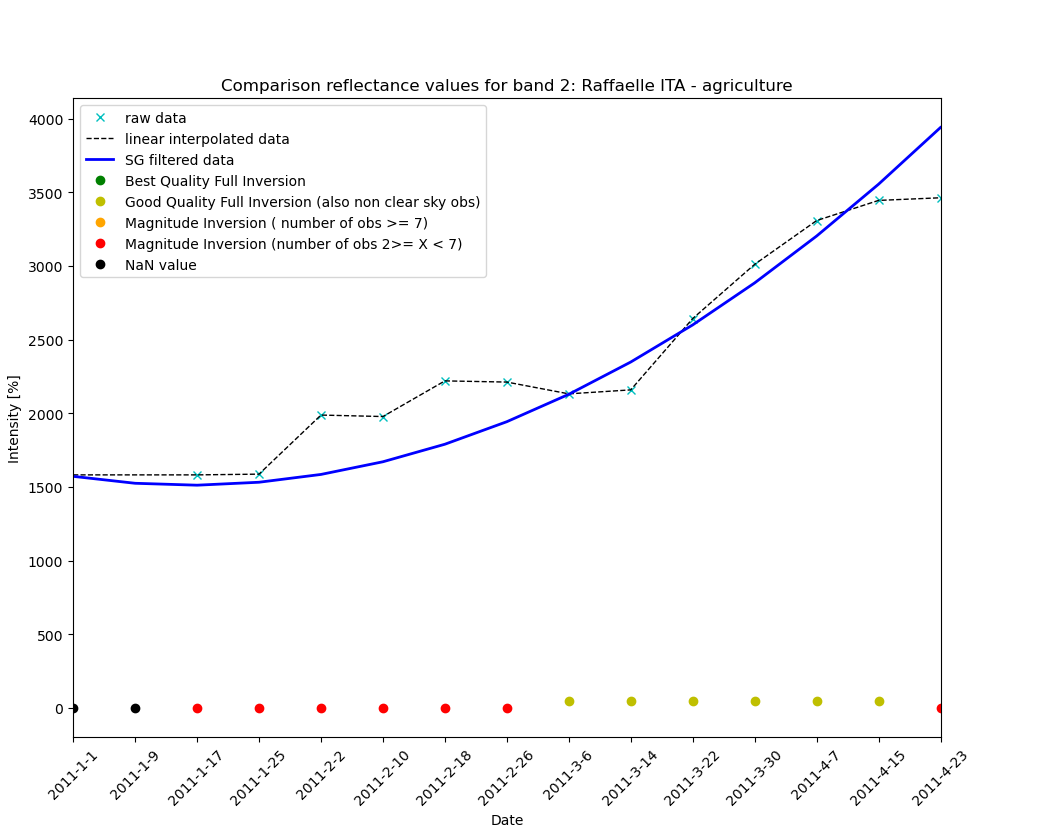 Comparison reflectance values for band 2: Raffaelle ITA - agriculture
raw data
linear interpolated data
SG filtered data
Best Quality Full Inversion
Good Quality Full Inversion (also non clear sky obs)
Magnitude Inversion ( number of obs >= 7)
Magnitude Inversion (number of obs 2>= X < 7)
NaN value
4000
3500
3000
2500
2000
1500
1000
500
0
Intensity [%]
2011-1-1
2011-1-9
2011-1-17
2011-1-25
2011-2-2
2011-2-10
2011-2-18
2011-2-26
2011-3-6
2011-3-14
2011-3-22
2011-3-30
2011-4-7
2011-4-15
2011-4-23
Date